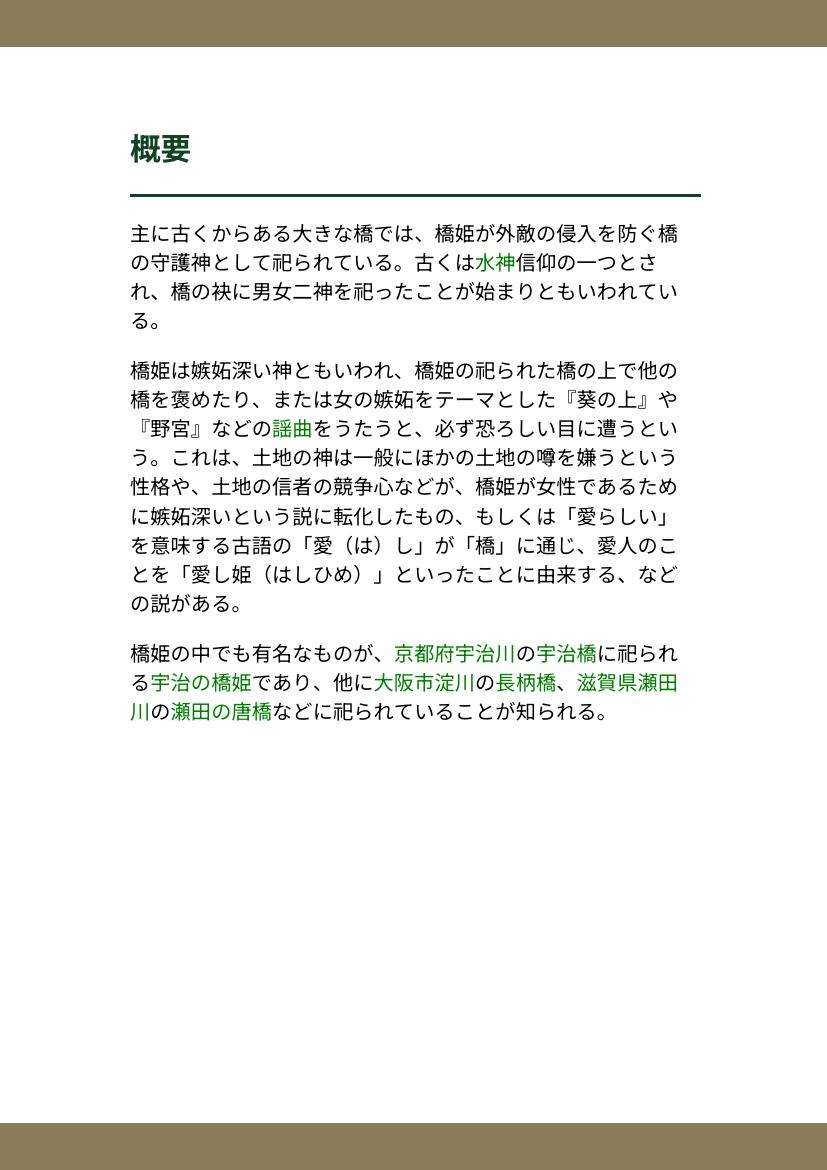 概要
主に古くからある大きな橋では、橋姫が外敵の侵入を防ぐ橋
の守護神として祀られている。古くは水神信仰の一つとさ
れ、橋の袂に男女二神を祀ったことが始まりともいわれてい
る。
橋姫は嫉妬深い神ともいわれ、橋姫の祀られた橋の上で他の
橋を褒めたり、または女の嫉妬をテーマとした『葵の上』や
『野宮』などの謡曲をうたうと、必ず恐ろしい目に遭うとい
う。これは、土地の神は一般にほかの土地の噂を嫌うという
性格や、土地の信者の競争心などが、橋姫が女性であるため
に嫉妬深いという説に転化したもの、もしくは「愛らしい」
を意味する古語の「愛（は）し」が「橋」に通じ、愛人のこ
とを「愛し姫（はしひめ）」といったことに由来する、など
の説がある。
橋姫の中でも有名なものが、京都府宇治川の宇治橋に祀られ
る宇治の橋姫であり、他に大阪市淀川の長柄橋、滋賀県瀬田
川の瀬田の唐橋などに祀られていることが知られる。